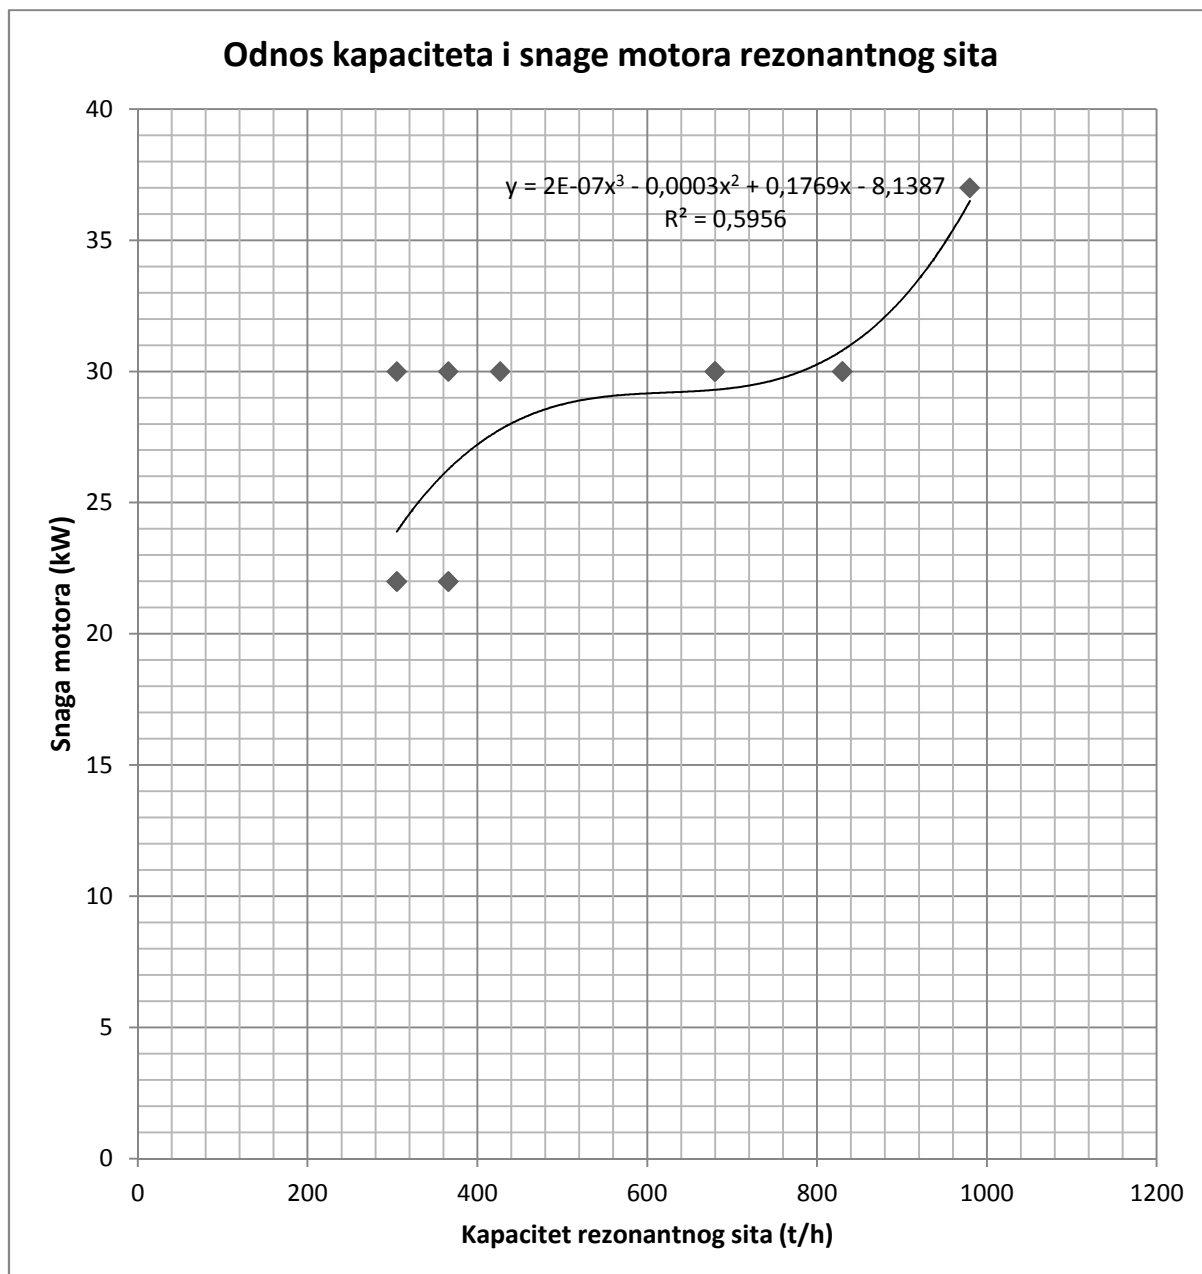 Odnos kapaciteta i snage motora rezonantnog sita
40
y = 2E-07x³ - 0,0003x² + 0,1769x - 8,1387
R² = 0,5956
35
30
25
20
15
10
5
0
Snaga motora (kW)
0 200 400 600 800 1000 1200
Kapacitet rezonantnog sita (t/h)